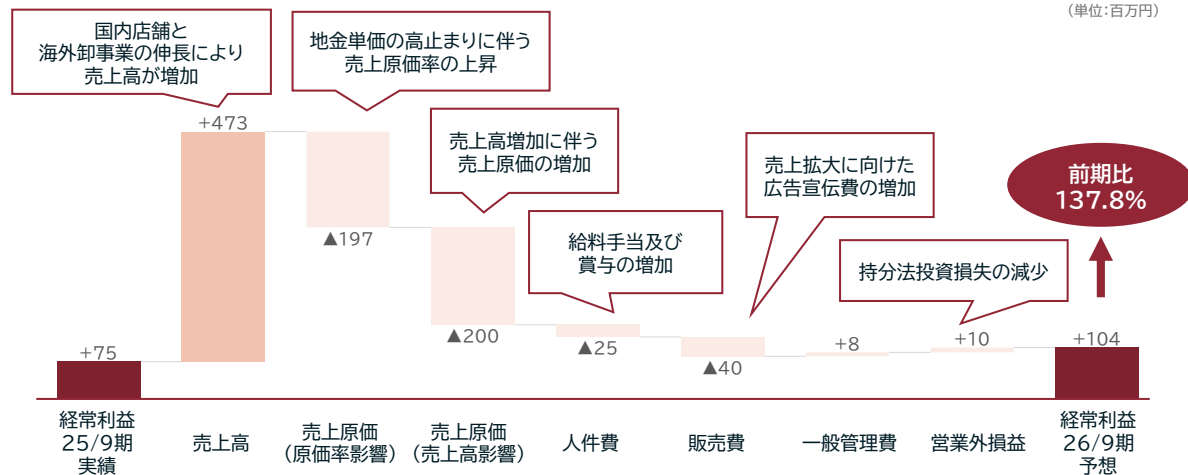 (単位:百万円)
国内店舗と
海外卸事業の伸長により
売上高が増加
地金単価の高止まりに伴う
売上原価率の上昇
売上高増加に伴う
売上原価の増加
給料手当及び
賞与の増加
売上拡大に向けた
広告宣伝費の増加
持分法投資損失の減少
前期比
137.8%
+75
+473
▲197
▲200
▲25
▲40
+8
+10
+104
経常利益
25/9期
実績
売上高
売上原価
(原価率影響)
売上原価
(売上高影響)
人件費
販売費
一般管理費
営業外損益
経常利益
26/9期
予想